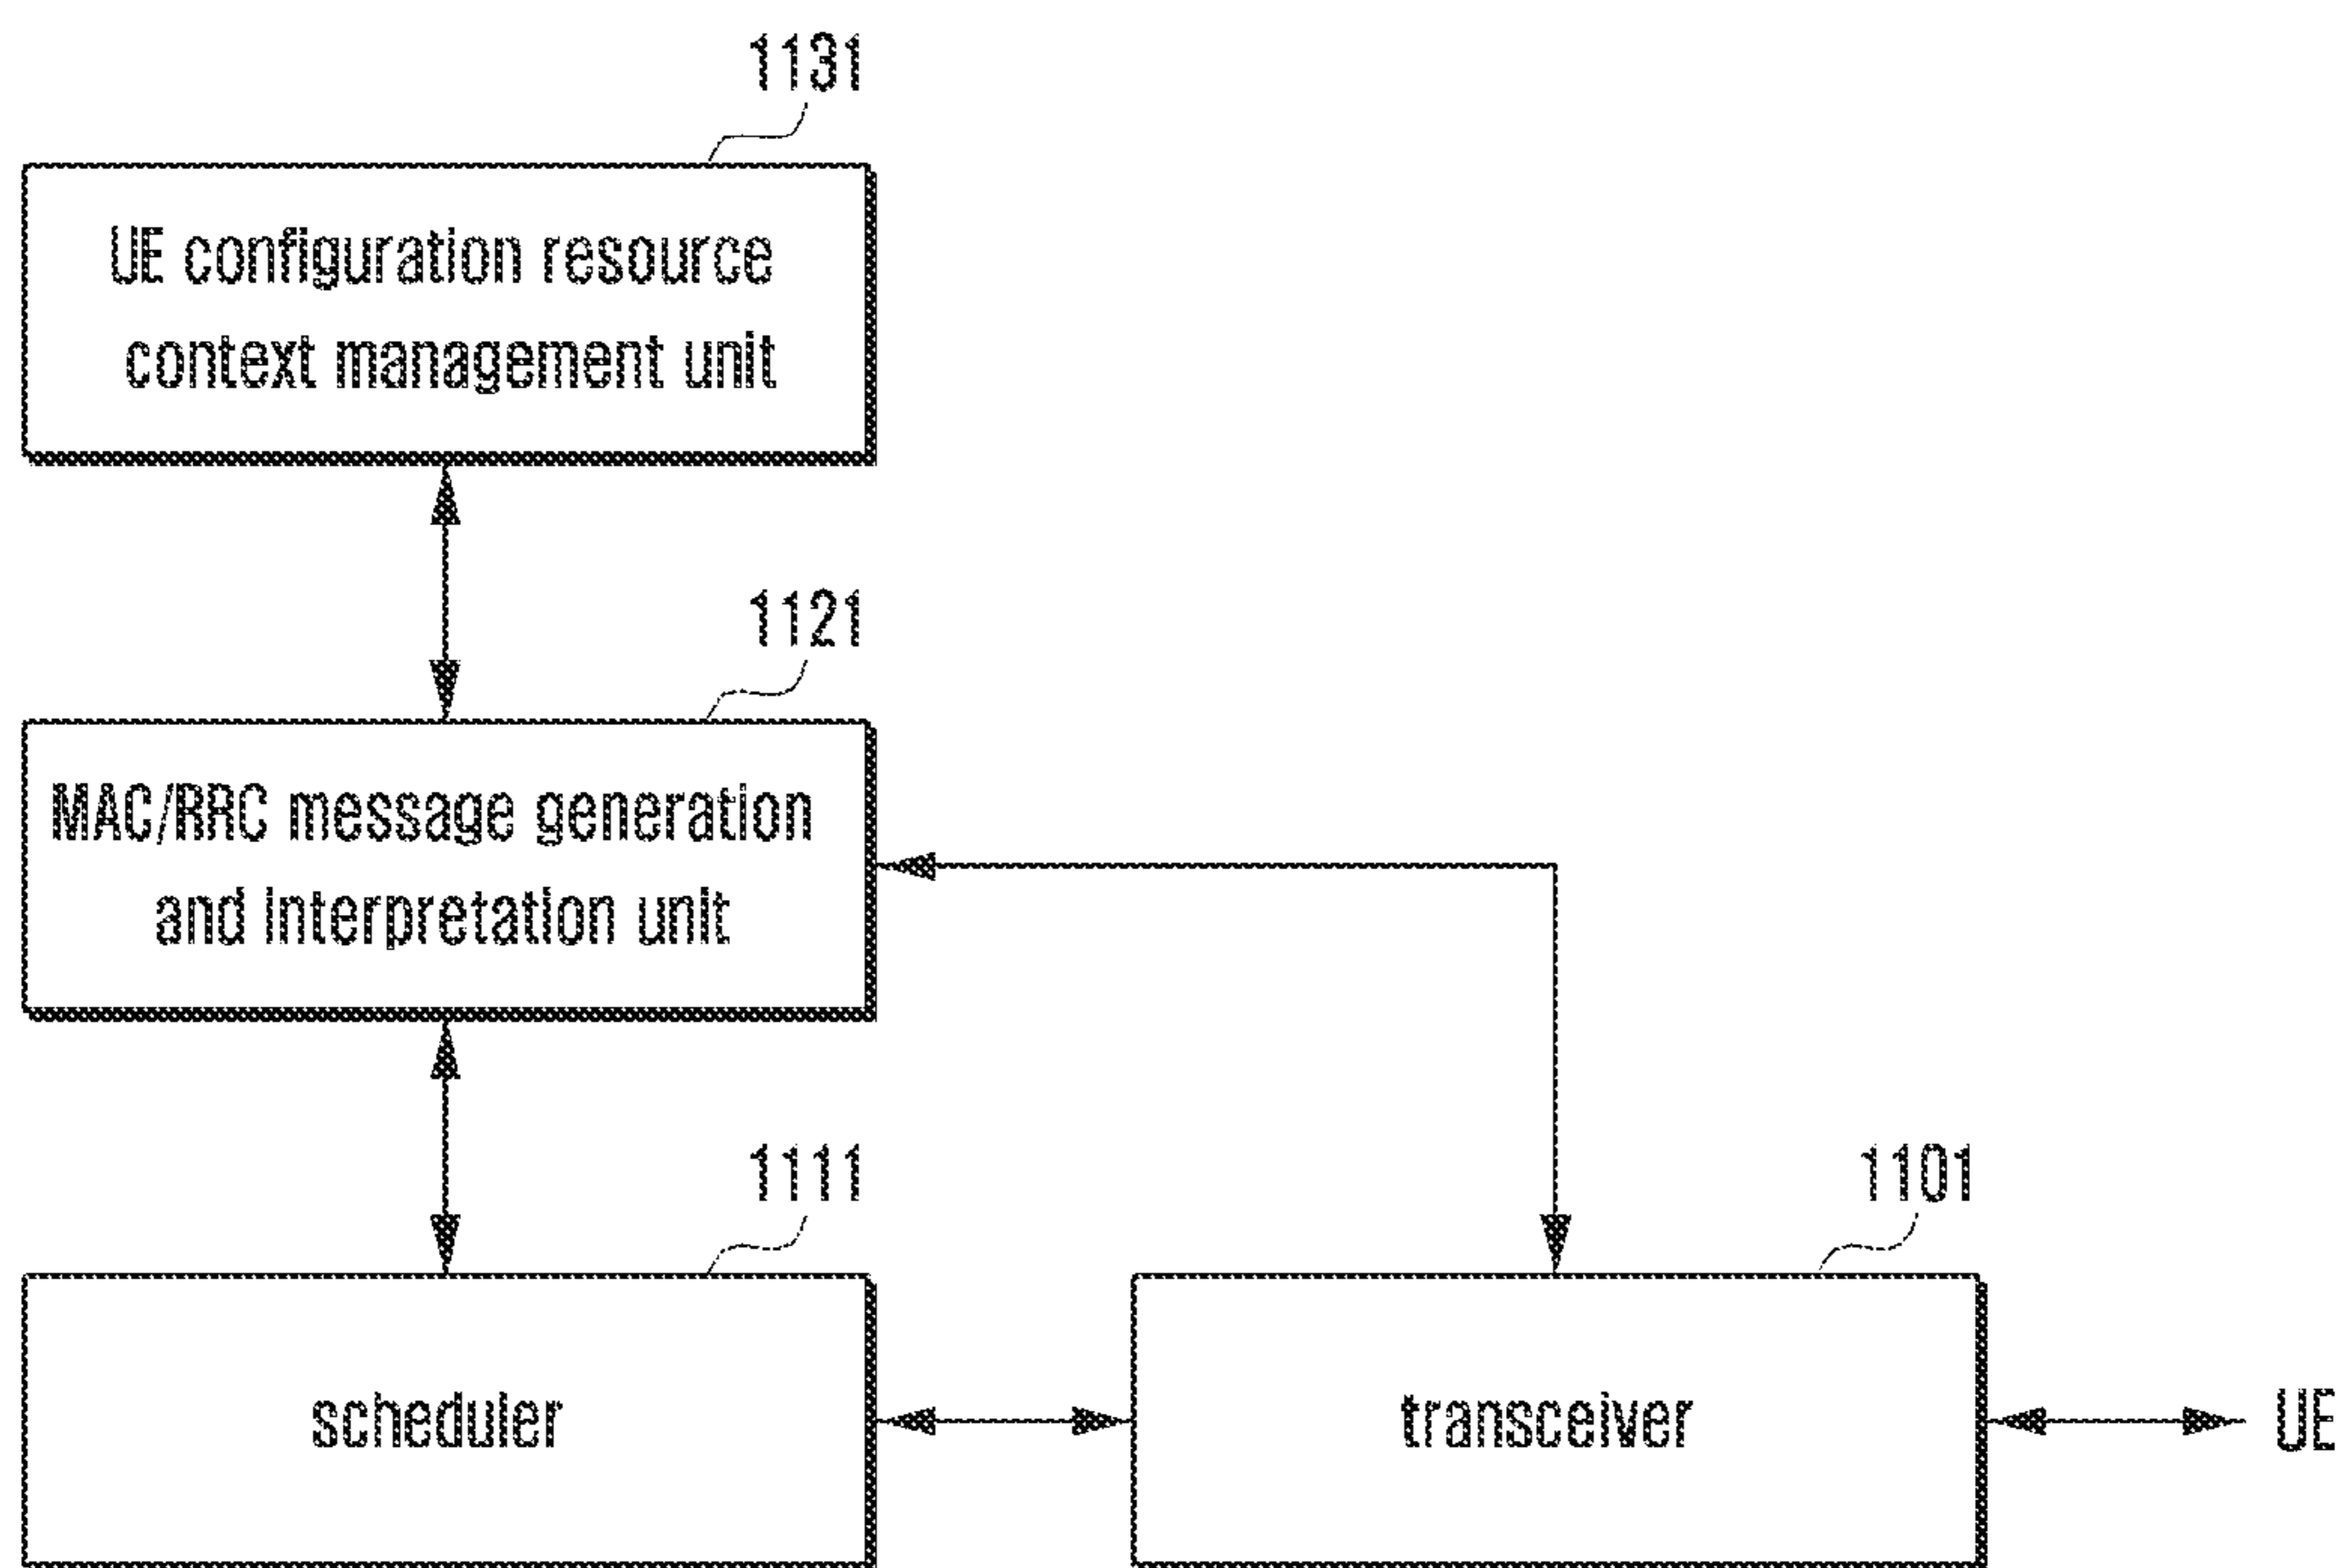 1131
UE configuration resource
context management unit
1121
MAC/RRC message generation
and interpretation unit
1111
1101
scheduler
transceiver
UE